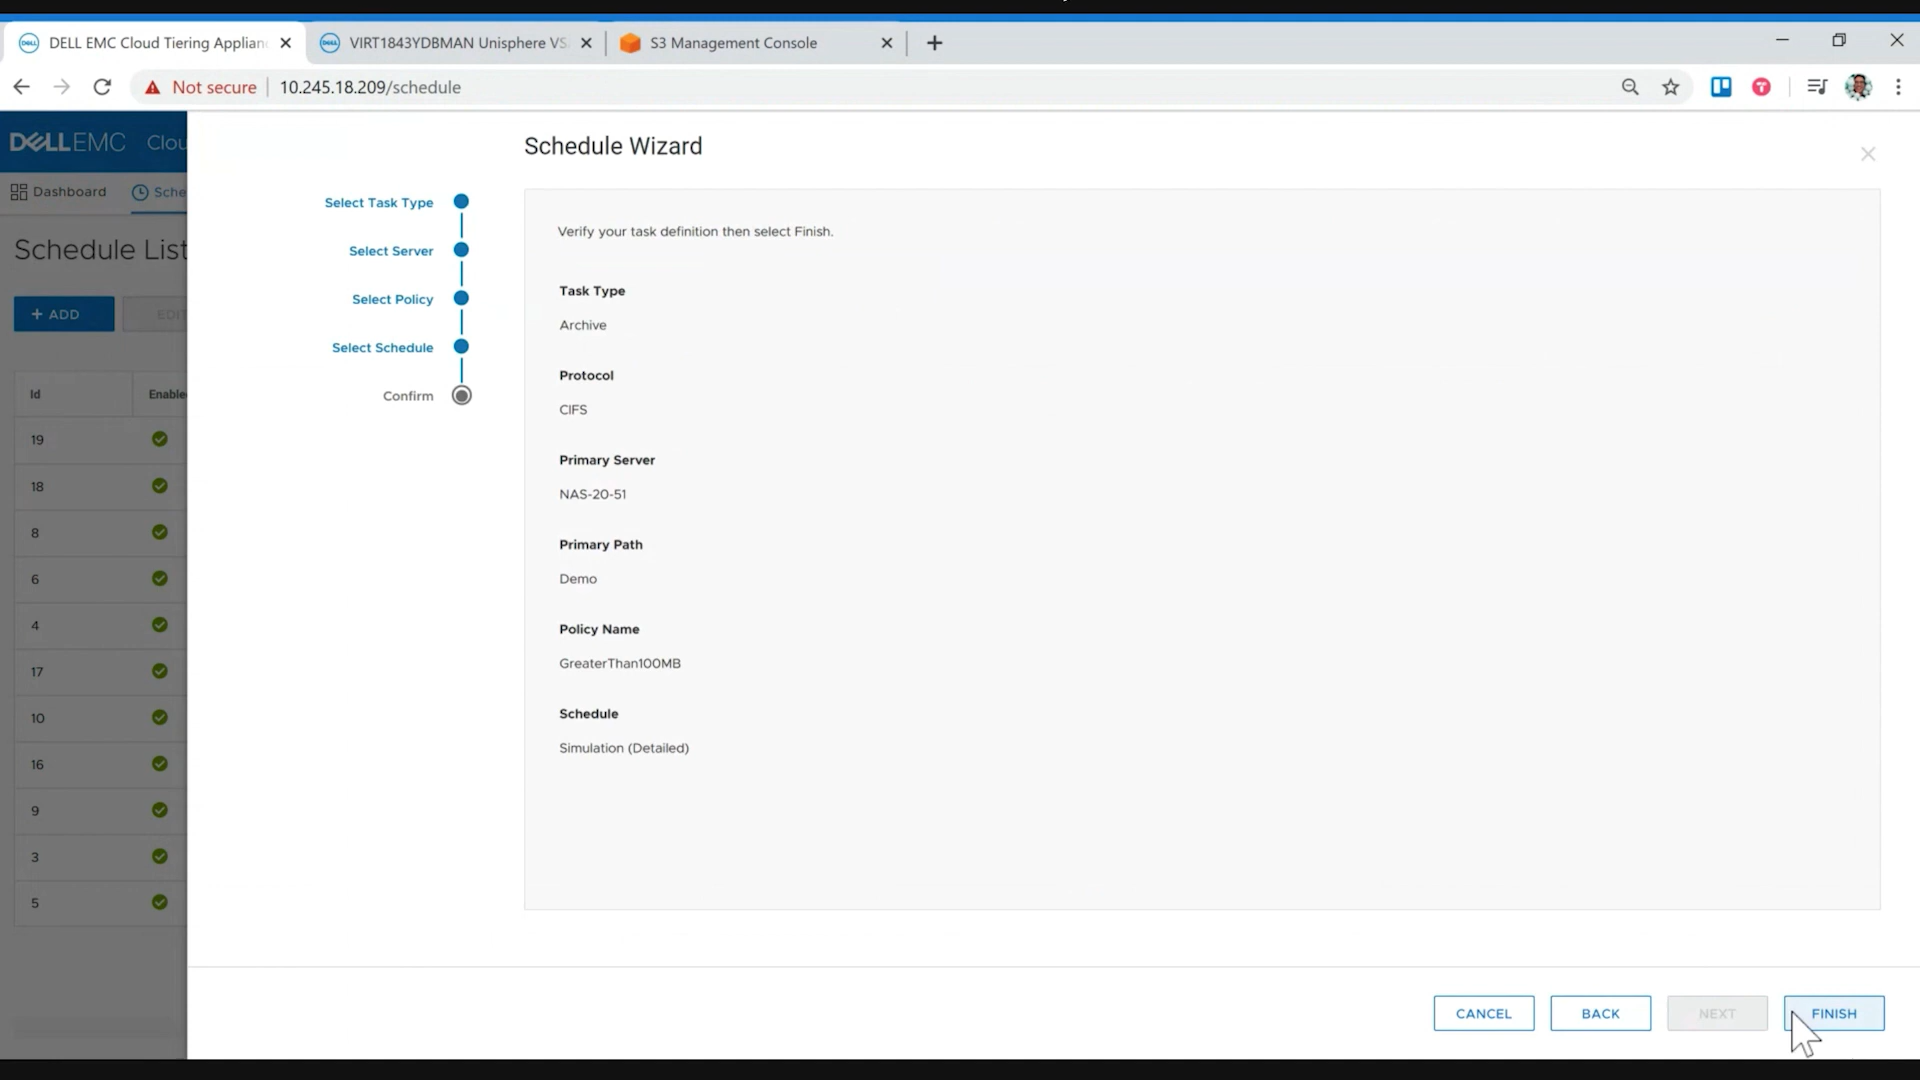 DELL EMC Cloud Tiering Applian
VIRT1843YDBMAN Unisphere VS
S3 Management Console
Not secure
10.245.18.209/schedule
DELLEMC Clou
Dashboard
Sche
Schedule List
+ ADD
EDIT
Id
Enable
19
18
8
6
4
17
10
16
9
3
5
Schedule Wizard
Select Task Type
Select Server
Select Policy
Select Schedule
Confirm
Verify your task definition then select Finish.
Task Type
Archive
Protocol
CIFS
Primary Server
NAS-20-51
Primary Path
Demo
Policy Name
GreaterThan100MB
Schedule
Simulation (Detailed)
CANCEL
BACK
NEXT
FINISH